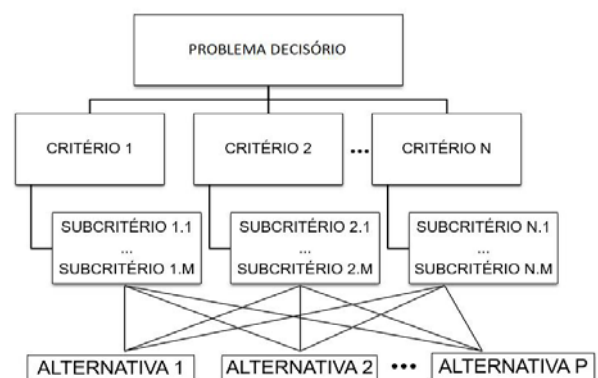 PROBLEMA DECISÓRIO
CRITÉRIO 1
CRITÉRIO 2
...
CRITÉRIO N
SUBCRITÉRIO 1.1
...
SUBCRITÉRIO 1.M
SUBCRITÉRIO 2.1
...
SUBCRITÉRIO 2.M
SUBCRITÉRIO N.1
...
SUBCRITÉRIO N.M
ALTERNATIVA 1
ALTERNATIVA 2
...
ALTERNATIVA P